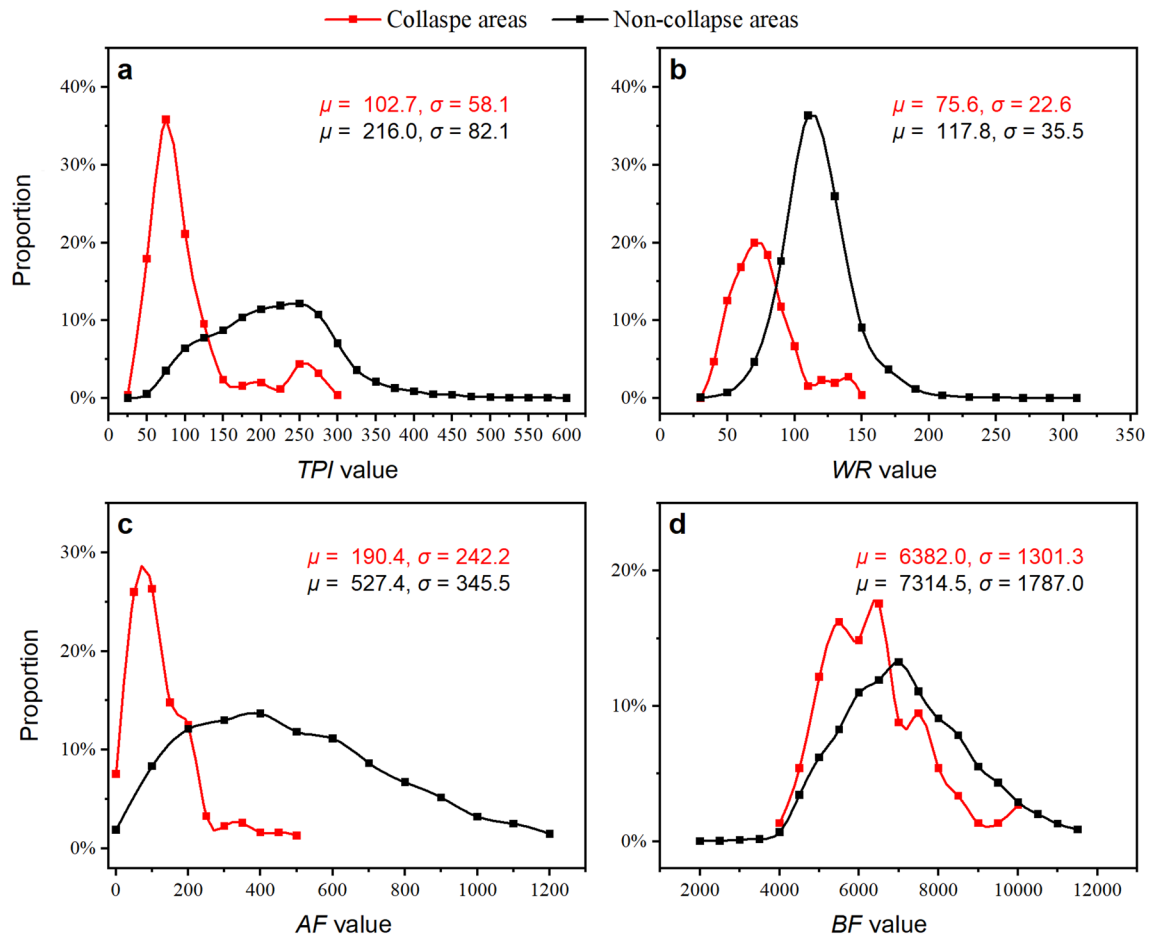 Collaspe areas Non-collapse areas
a
μ = 102.7, σ = 58.1
μ = 216.0, σ = 82.1
40%
30%
20%
10%
0%
0 50 100 150 200 250 300 350 400 450 500 550 600
Proportion
TPI value
b
μ = 75.6, σ = 22.6
μ = 117.8, σ = 35.5
40%
30%
20%
10%
0%
0 50 100 150 200 250 300 350
WR value
c
μ = 190.4, σ = 242.2
μ = 527.4, σ = 345.5
30%
20%
10%
0%
0 200 400 600 800 1000 1200
Proportion
AF value
d
μ = 6382.0, σ = 1301.3
μ = 7314.5, σ = 1787.0
20%
10%
0%
2000 4000 6000 8000 10000 12000
BF value